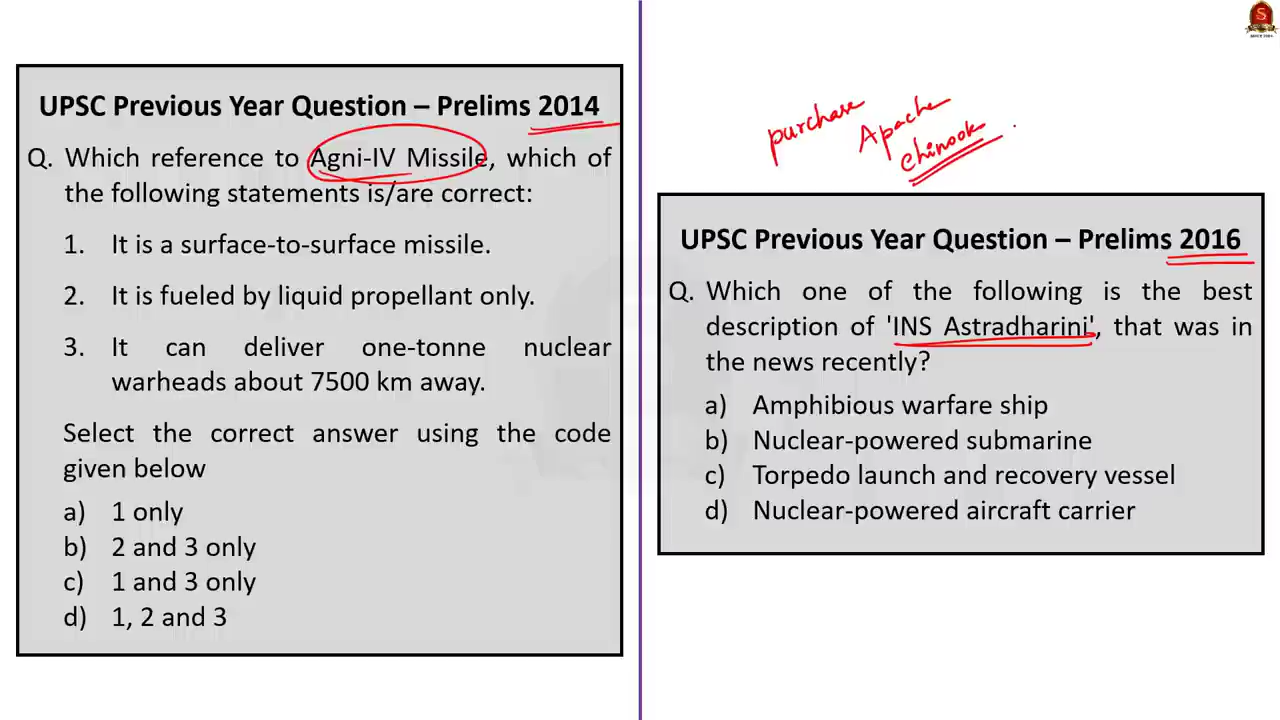 UPSC Previous Year Question – Prelims 2014
Q. Which reference to Agni-IV Missile, which of
the following statements is/are correct:
1. It is a surface-to-surface missile.
2. It is fueled by liquid propellant only.
3. It can deliver one-tonne nuclear
warheads about 7500 km away.
Select the correct answer using the code
given below
a) 1 only
b) 2 and 3 only
c) 1 and 3 only
d) 1, 2 and 3
purchase
Apache
chinook
UPSC Previous Year Question – Prelims 2016
Q. Which one of the following is the best
description of 'INS Astradharini', that was in
the news recently?
a) Amphibious warfare ship
b) Nuclear-powered submarine
c) Torpedo launch and recovery vessel
d) Nuclear-powered aircraft carrier